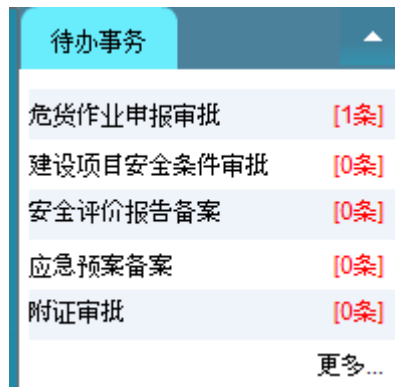 待办事务
危货作业申报审批 [1条]
建设项目安全条件审批 [0条]
安全评价报告备案 [0条]
应急预案备案 [0条]
附证审批 [0条]
更多...